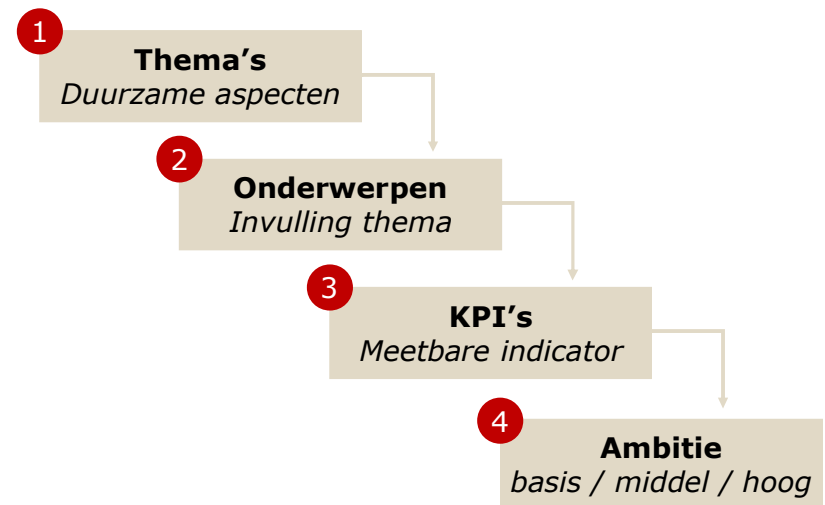 1
Thema’s
Duurzame aspecten
2
Onderwerpen
Invulling thema
3
KPI’s
Meetbare indicator
4
Ambitie
basis / middel / hoog